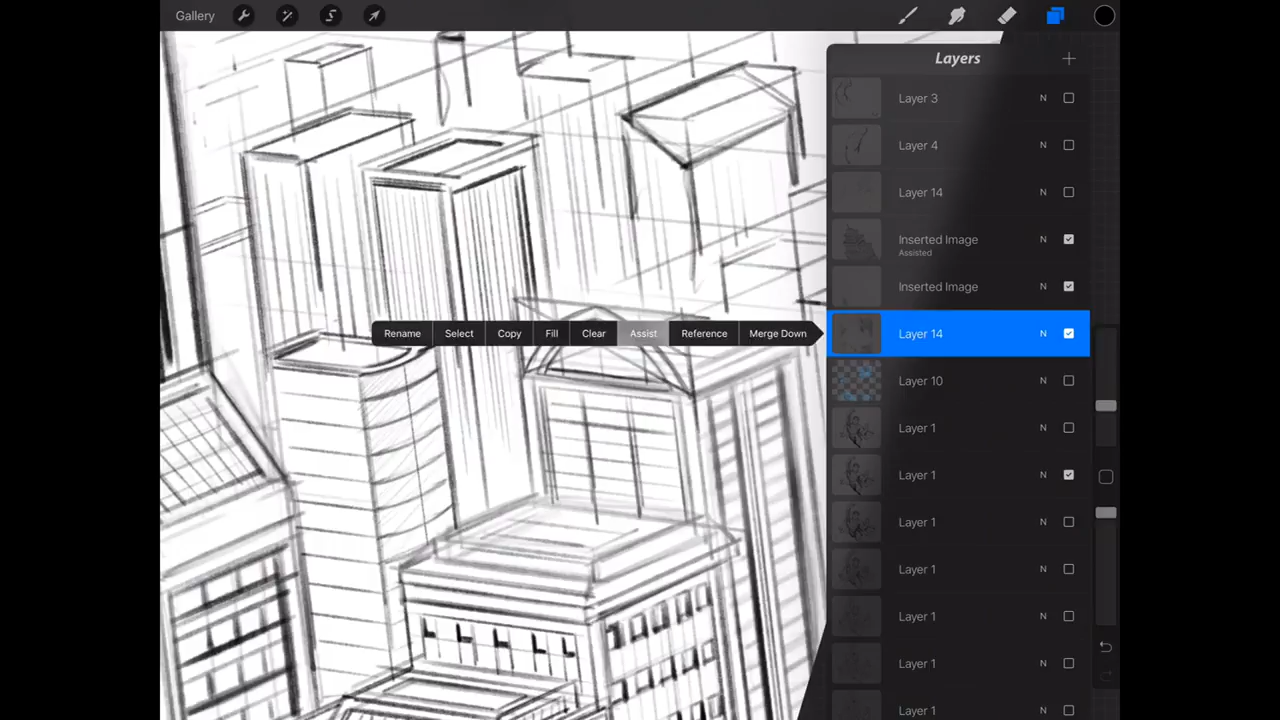 Gallery
Layers
Layer 3 N
Layer 4 N
Layer 14 N
Inserted Image N
Assisted
Inserted Image N
Rename Select Copy Fill Clear Assist Reference Merge Down
Layer 14 N
Layer 10 N
Layer 1 N
Layer 1 N
Layer 1 N
Layer 1 N
Layer 1 N
Layer 1 N
Layer 1 N